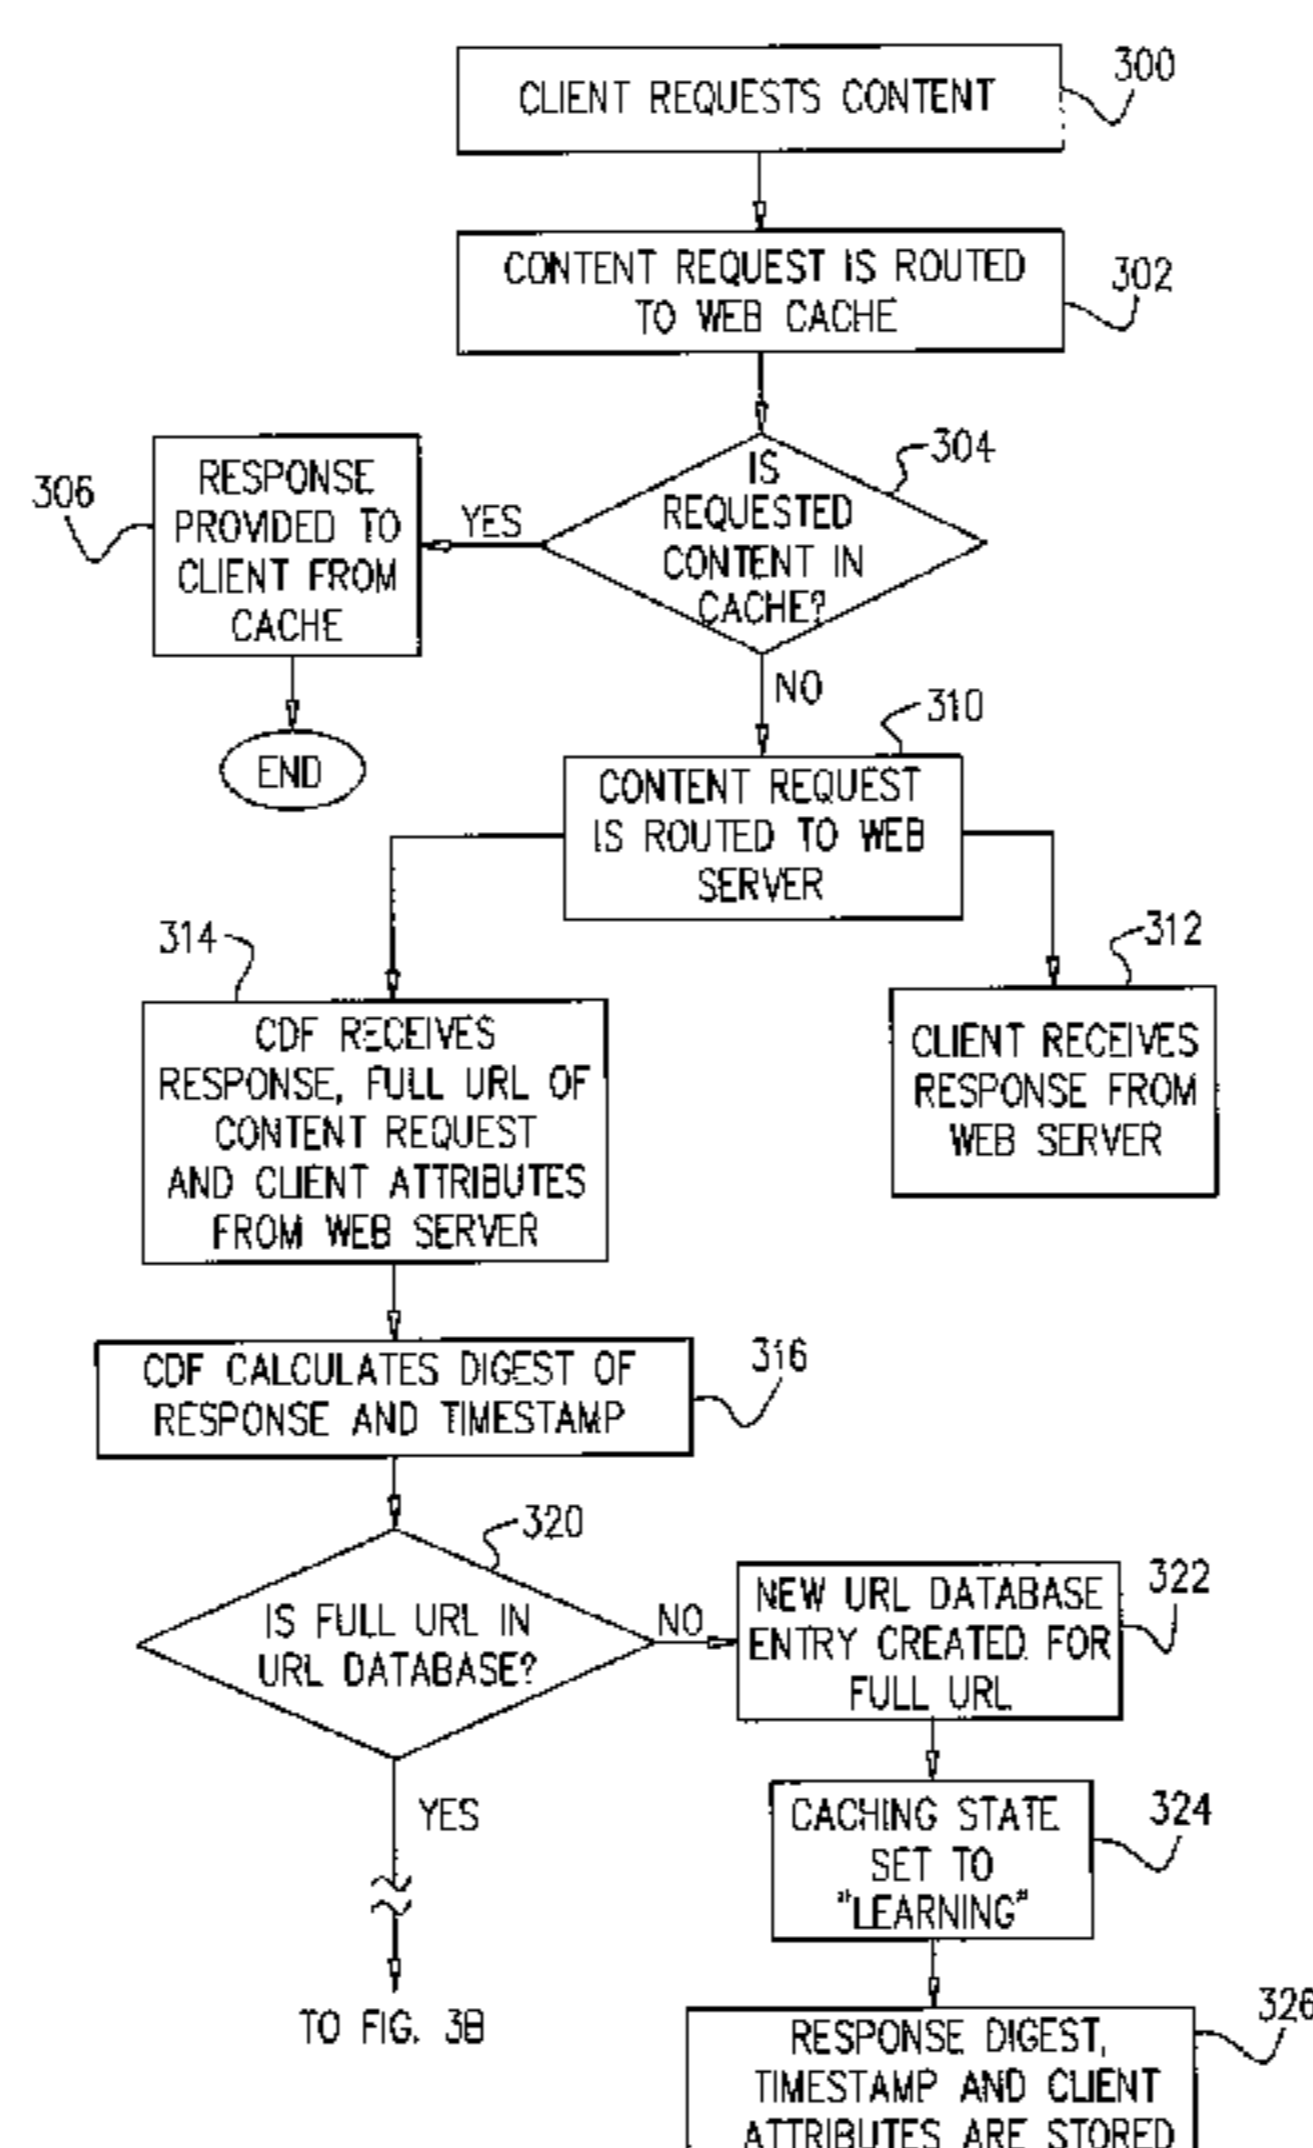 CLIENT REQUESTS CONTENT
300
CONTENT REQUEST IS ROUTED
TO WEB CACHE
302
IS
REQUESTED
CONTENT IN
CACHE?
304
YES
RESPONSE
PROVIDED TO
CLIENT FROM
CACHE
306
END
NO
310
CONTENT REQUEST
IS ROUTED TO WEB
SERVER
312
CLIENT RECEIVES
RESPONSE FROM
WEB SERVER
314
CDF RECEIVES
RESPONSE, FULL URL OF
CONTENT REQUEST
AND CLIENT ATTRIBUTES
FROM WEB SERVER
CDF CALCULATES DIGEST OF
RESPONSE AND TIMESTAMP
316
320
IS FULL URL IN
URL DATABASE?
NO
NEW URL DATABASE
ENTRY CREATED FOR
FULL URL
322
YES
TO FIG. 3B
CACHING STATE
SET TO
"LEARNING"
324
RESPONSE DIGEST,
TIMESTAMP AND CLIENT
ATTRIBUTES ARE STORED
326